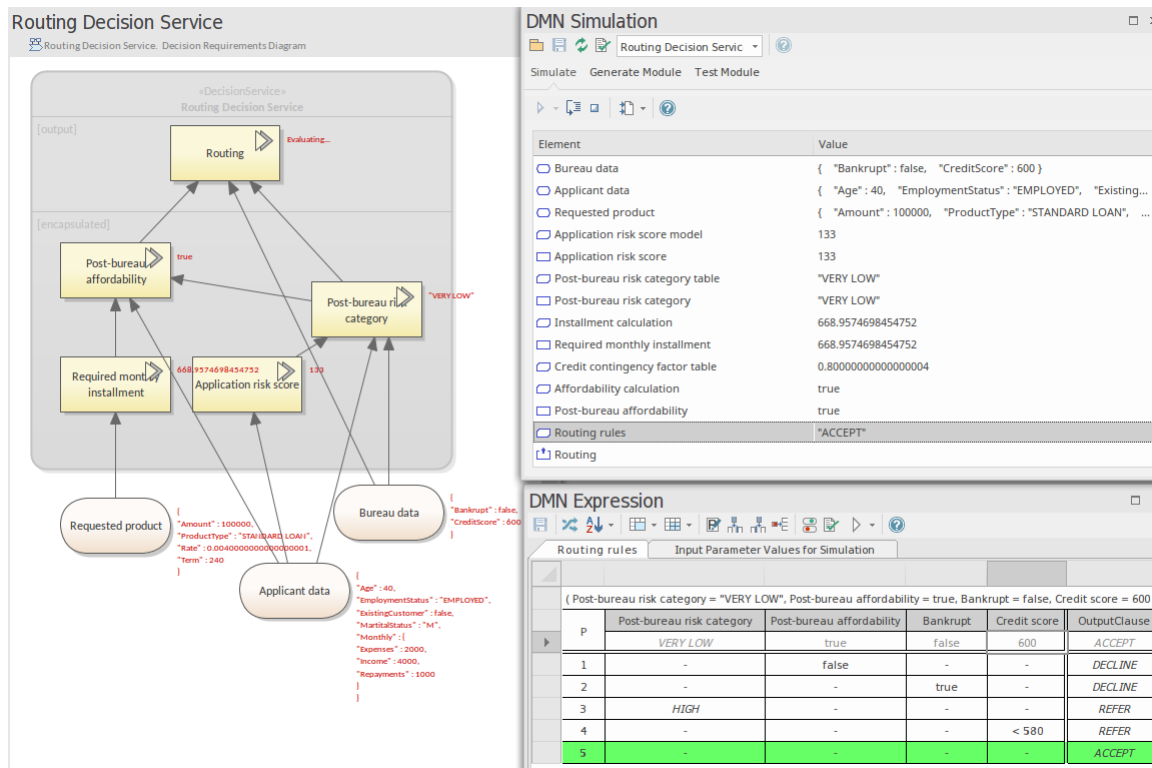 Routing Decision Service
Routing Decision Service. Decision Requirements Diagram
«DecisionService»
Routing Decision Service
[output]
Routing
Evaluating...
[encapsulated]
Post-bureau affordability
true
Post-bureau risk category
"VERY LOW"
Required monthly installment
668.9574698454752
Application risk score
133
Requested product
{
"Amount" : 100000,
"ProductType" : "STANDARD LOAN",
"Rate" : 0.0040000000000000001,
"Term" : 240
}
Bureau data
{
"Bankrupt" : false,
"CreditScore" : 600
}
Applicant data
{
"Age" : 40,
"EmploymentStatus" : "EMPLOYED",
"ExistingCustomer" : false,
"MartitalStatus" : "M",
"Monthly" : {
"Expenses" : 2000,
"Income" : 4000,
"Repayments" : 1000
}
}
DMN Simulation
Routing Decision Servic
Simulate Generate Module Test Module
Element Value
Bureau data { "Bankrupt" : false, "CreditScore" : 600 }
Applicant data { "Age" : 40, "EmploymentStatus" : "EMPLOYED", "Existing...
Requested product { "Amount" : 100000, "ProductType" : "STANDARD LOAN", ...
Application risk score model 133
Application risk score 133
Post-bureau risk category table "VERY LOW"
Post-bureau risk category "VERY LOW"
Installment calculation 668.9574698454752
Required monthly installment 668.9574698454752
Credit contingency factor table 0.80000000000000004
Affordability calculation true
Post-bureau affordability true
Routing rules "ACCEPT"
Routing
DMN Expression
Routing rules Input Parameter Values for Simulation
( Post-bureau risk category = "VERY LOW", Post-bureau affordability = true, Bankrupt = false, Credit score = 600
P Post-bureau risk category Post-bureau affordability Bankrupt Credit score OutputClause
VERY LOW true false 600 ACCEPT
1 - false - - DECLINE
2 - - true - DECLINE
3 HIGH - - - REFER
4 - - - < 580 REFER
5 - - - - ACCEPT